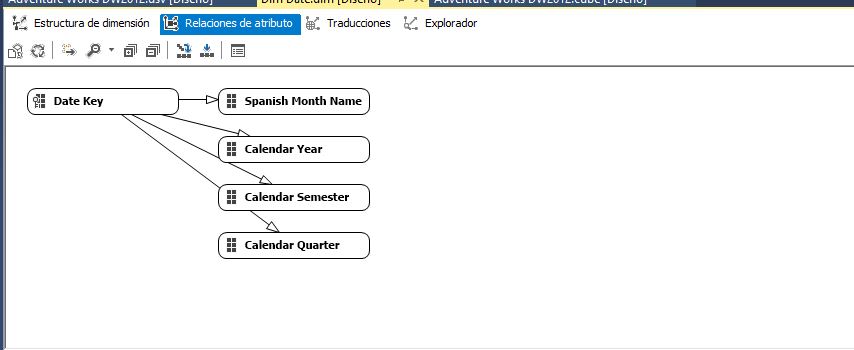 Adventure Works DW2012.dsv [Diseño] Dim Date.dim [Diseño] Adventure Works DW2012.cube [Diseño]
Estructura de dimensión Relaciones de atributo Traducciones Explorador
Date Key Spanish Month Name
Calendar Year
Calendar Semester
Calendar Quarter